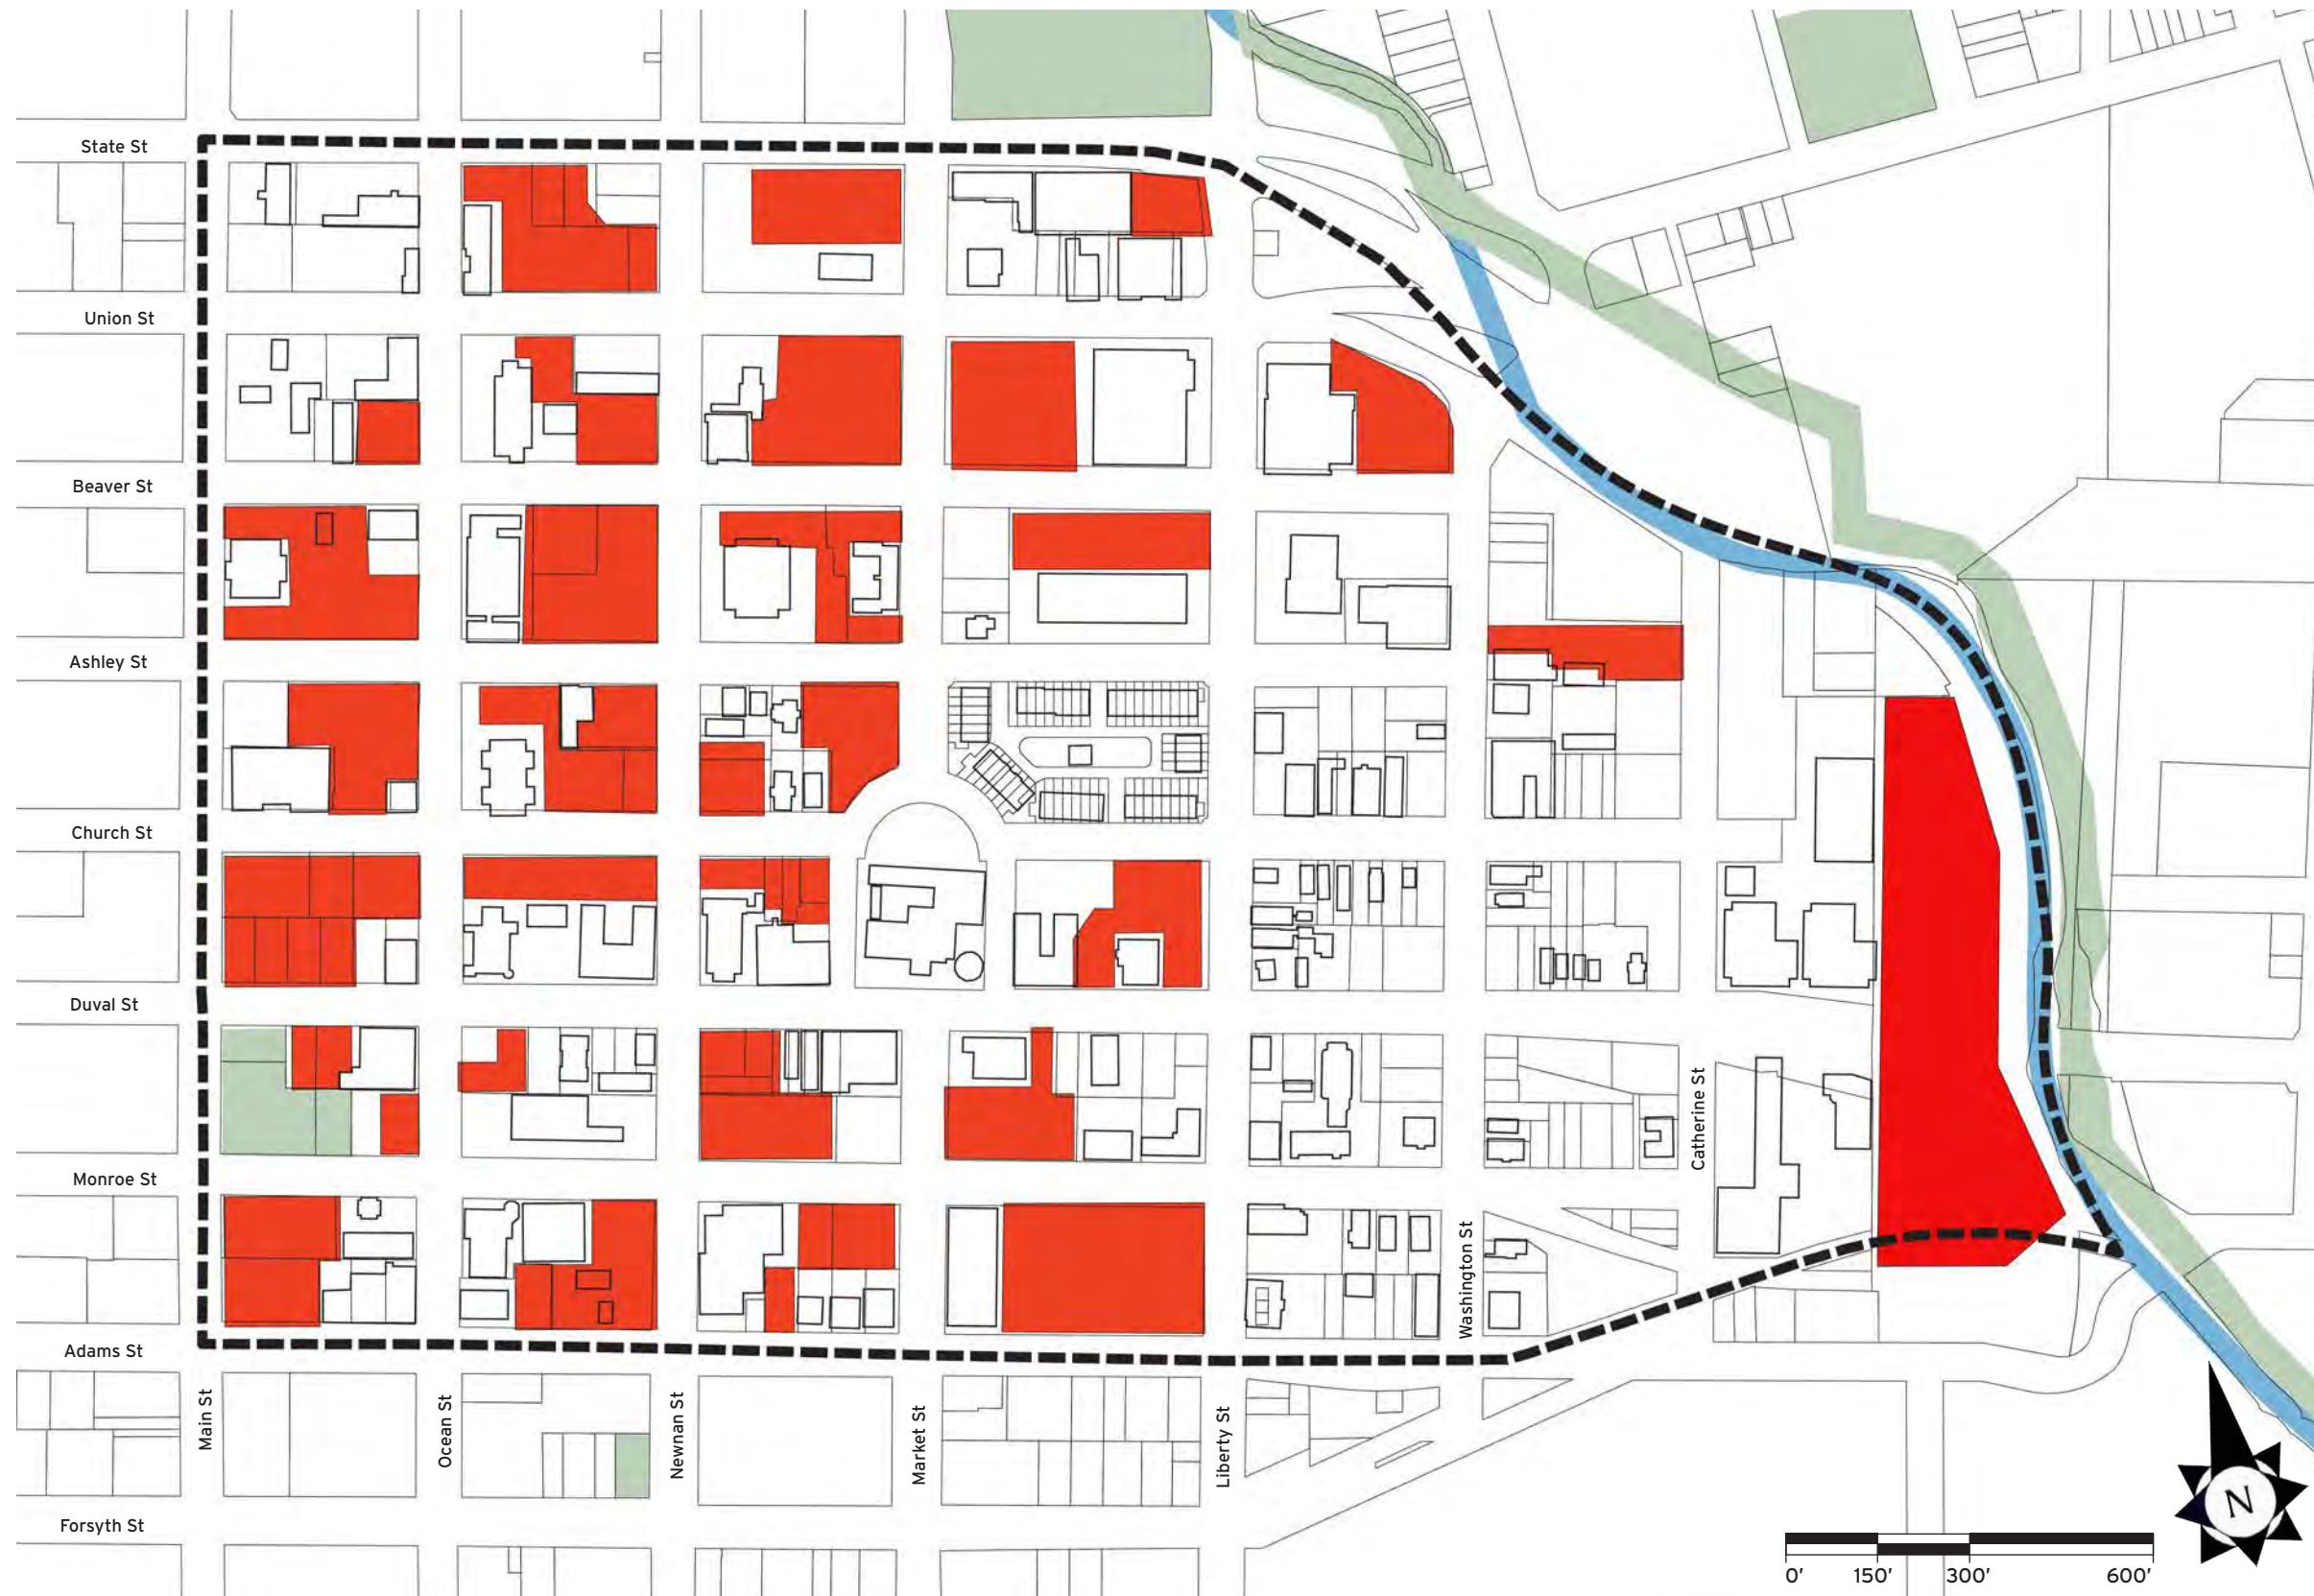 State St
Union St
Beaver St
Ashley St
Church St
Duval St
Monroe St
Adams St
Forsyth St
Main St
Ocean St
Newnan St
Market St
Liberty St
Washington St
Catherine St
N
0' 150' 300' 600'